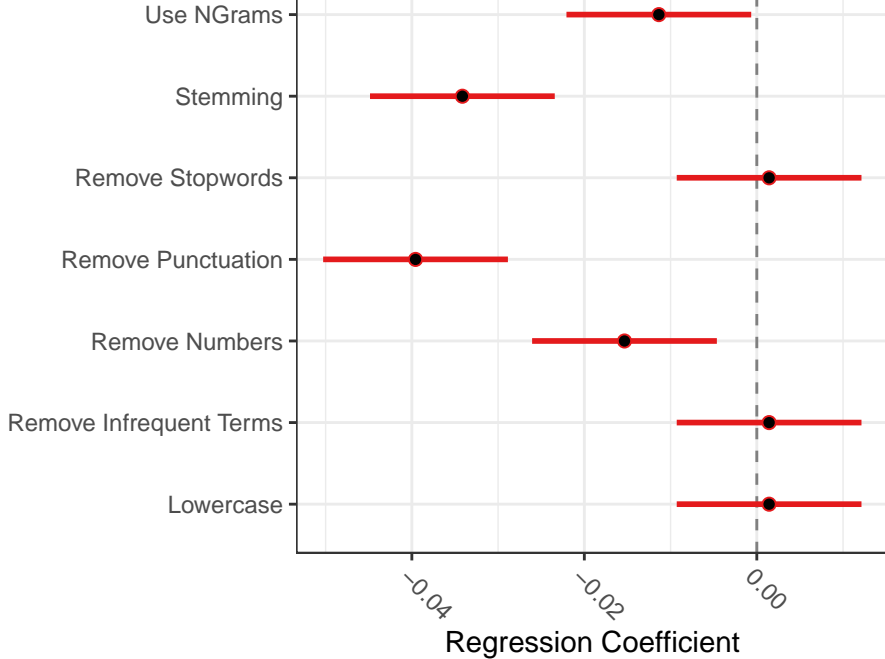 Use NGrams
Stemming
Remove Stopwords
Remove Punctuation
Remove Numbers
Remove Infrequent Terms
Lowercase
−0.04
−0.02
0.00
Regression Coefficient